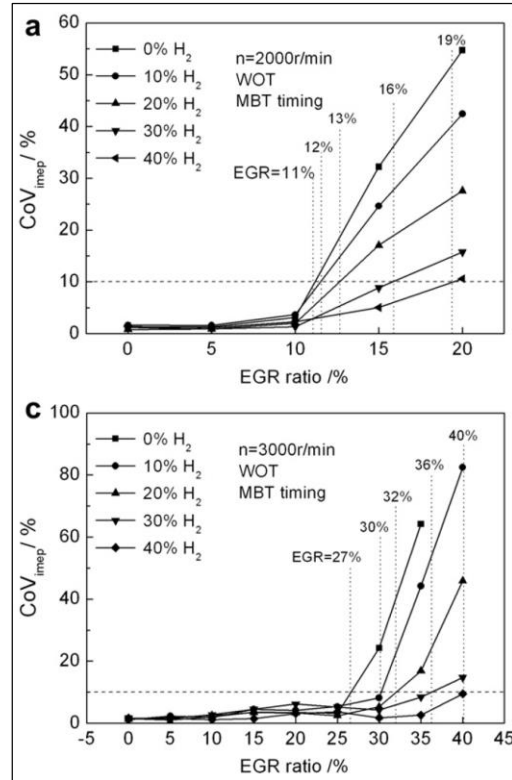 a
60
50
40
30
20
10
0
CoV_imep / %
0% H₂
10% H₂
20% H₂
30% H₂
40% H₂
n=2000r/min
WOT
MBT timing
EGR=11%
12%
13%
16%
19%
0 5 10 15 20
EGR ratio /%
c
100
80
60
40
20
0
CoV_imep / %
0% H₂
10% H₂
20% H₂
30% H₂
40% H₂
n=3000r/min
WOT
MBT timing
EGR=27%
30%
32%
36%
40%
-5 0 5 10 15 20 25 30 35 40 45
EGR ratio /%